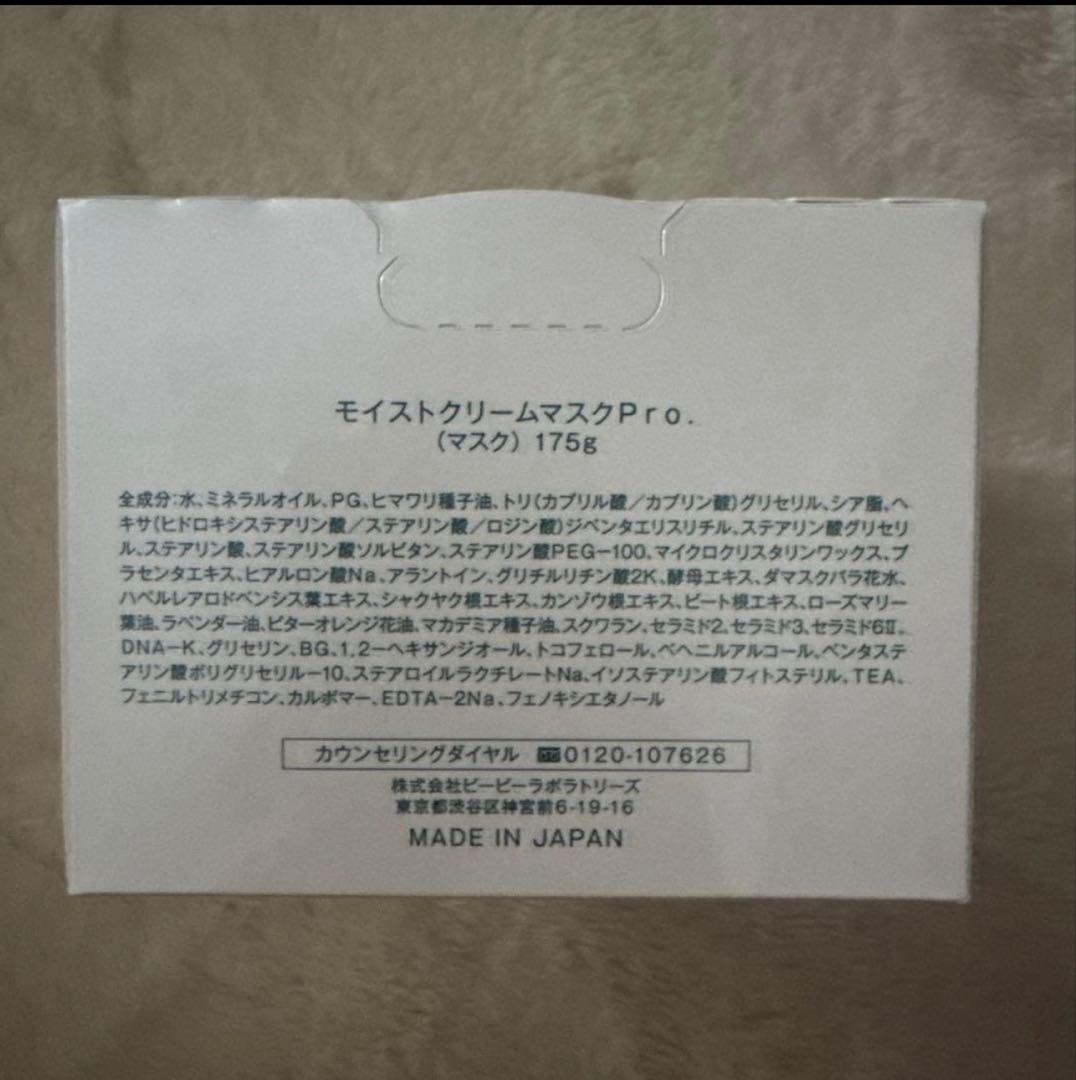 モイストクリームマスクPro.
(マスク) 175g
全成分:水、ミネラルオイル、PG、ヒマワリ種子油、トリ(カプリル酸/カプリン酸)グリセリル、シア脂、ヘ
キサ(ヒドロキシステアリン酸/ステアリン酸/ロジン酸)ジペンタエリスリチル、ステアリン酸グリセリ
ル、ステアリン酸、ステアリン酸ソルビタン、ステアリン酸PEG-100、マイクロクリスタリンワックス、プ
ラセンタエキス、ヒアルロン酸Na、アラントイン、グリチルリチン酸2K、酵母エキス、ダマスクバラ花水、
ハベルレアロドペンシス葉エキス、シャクヤク根エキス、カンゾウ根エキス、ビート根エキス、ローズマリー
葉油、ラベンダー油、ビターオレンジ花油、マカデミア種子油、スクワラン、セラミド2、セラミド3、セラミド6Ⅱ、
DNA-K、グリセリン、BG、1,2-ヘキサンジオール、トコフェロール、ベヘニルアルコール、ペンタステ
アリン酸ポリグリセリル-10、ステアロイルラクチレートNa、イソステアリン酸フィトステリル、TEA、
フェニルトリメチコン、カルボマー、EDTA-2Na、フェノキシエタノール
カウンセリングダイヤル 0120-107626
株式会社ビービーラボラトリーズ
東京都渋谷区神宮前6-19-16
MADE IN JAPAN